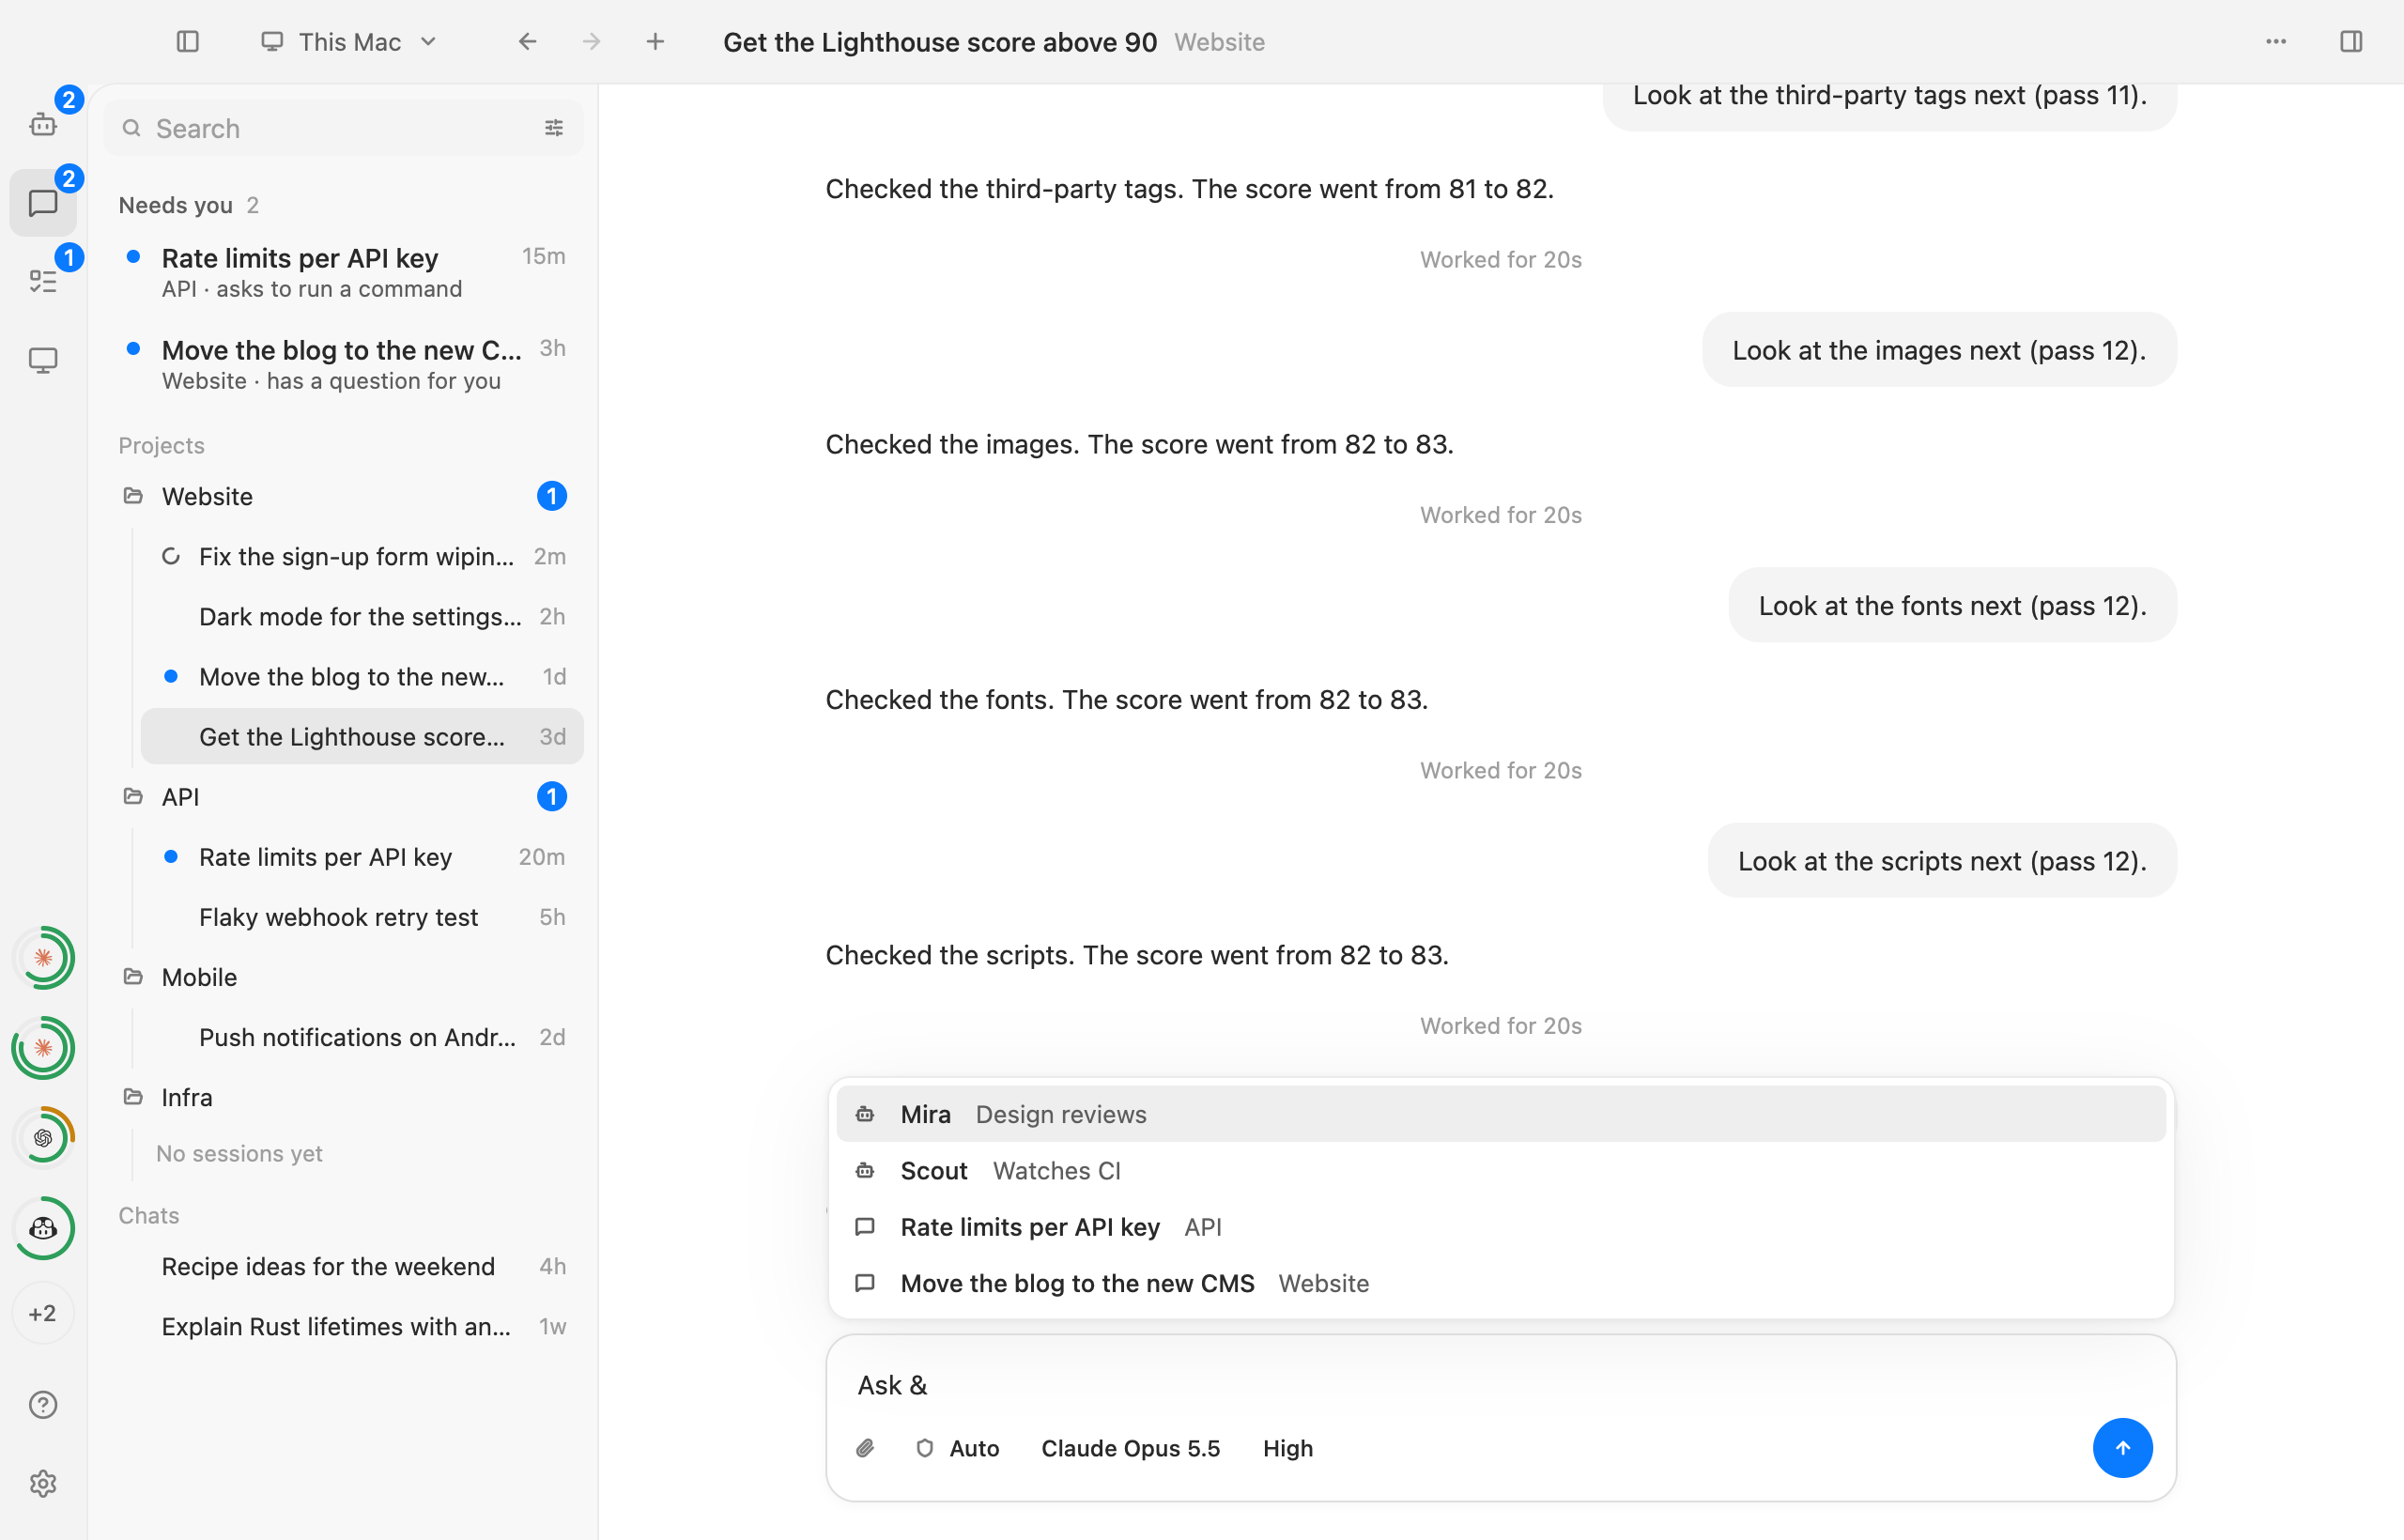 This Mac
Get the Lighthouse score above 90 Website
2
2
1
+2
Search
Needs you 2
Rate limits per API key 15m
API · asks to run a command
Move the blog to the new C... 3h
Website · has a question for you
Projects
Website 1
Fix the sign-up form wipin... 2m
Dark mode for the settings... 2h
Move the blog to the new... 1d
Get the Lighthouse score... 3d
API 1
Rate limits per API key 20m
Flaky webhook retry test 5h
Mobile
Push notifications on Andr... 2d
Infra
No sessions yet
Chats
Recipe ideas for the weekend 4h
Explain Rust lifetimes with an... 1w
Look at the third-party tags next (pass 11).
Checked the third-party tags. The score went from 81 to 82.
Worked for 20s
Look at the images next (pass 12).
Checked the images. The score went from 82 to 83.
Worked for 20s
Look at the fonts next (pass 12).
Checked the fonts. The score went from 82 to 83.
Worked for 20s
Look at the scripts next (pass 12).
Checked the scripts. The score went from 82 to 83.
Worked for 20s
Mira Design reviews
Scout Watches CI
Rate limits per API key API
Move the blog to the new CMS Website
Ask &
Auto Claude Opus 5.5 High